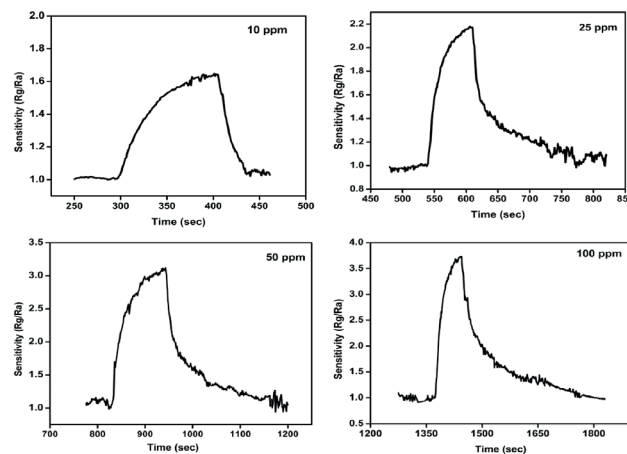 10 ppm
Sensitivity (Rg/Ra)
2.0
1.8
1.6
1.4
1.2
1.0
200 250 300 350 400 450 500
Time (sec)
25 ppm
Sensitivity (Rg/Ra)
2.2
2.0
1.8
1.6
1.4
1.2
1.0
0.8
450 500 550 600 650 700 750 800 850
Time (sec)
50 ppm
Sensitivity (Rg/Ra)
3.5
3.0
2.5
2.0
1.5
1.0
700 800 900 1000 1100 1200
Time (sec)
100 ppm
Sensitivity (Rg/Ra)
4.0
3.5
3.0
2.5
2.0
1.5
1.0
0.5
1200 1350 1500 1650 1800
Time (sec)